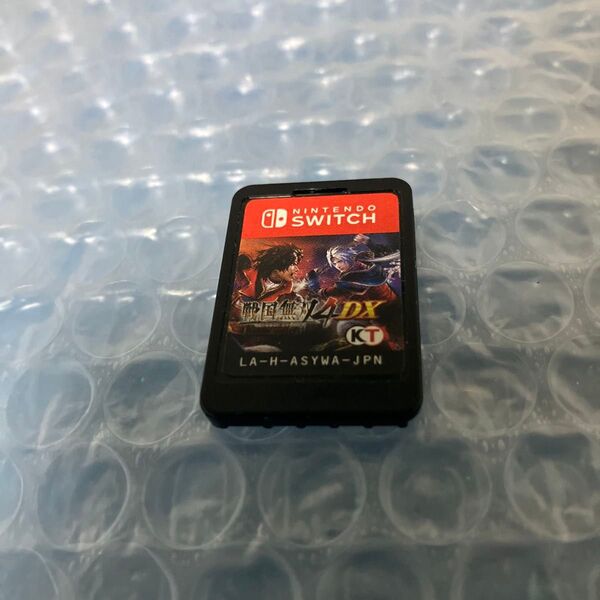 NINTENDO
SWITCH
戦国無双4DX
KT
LA-H-ASYWA-JPN